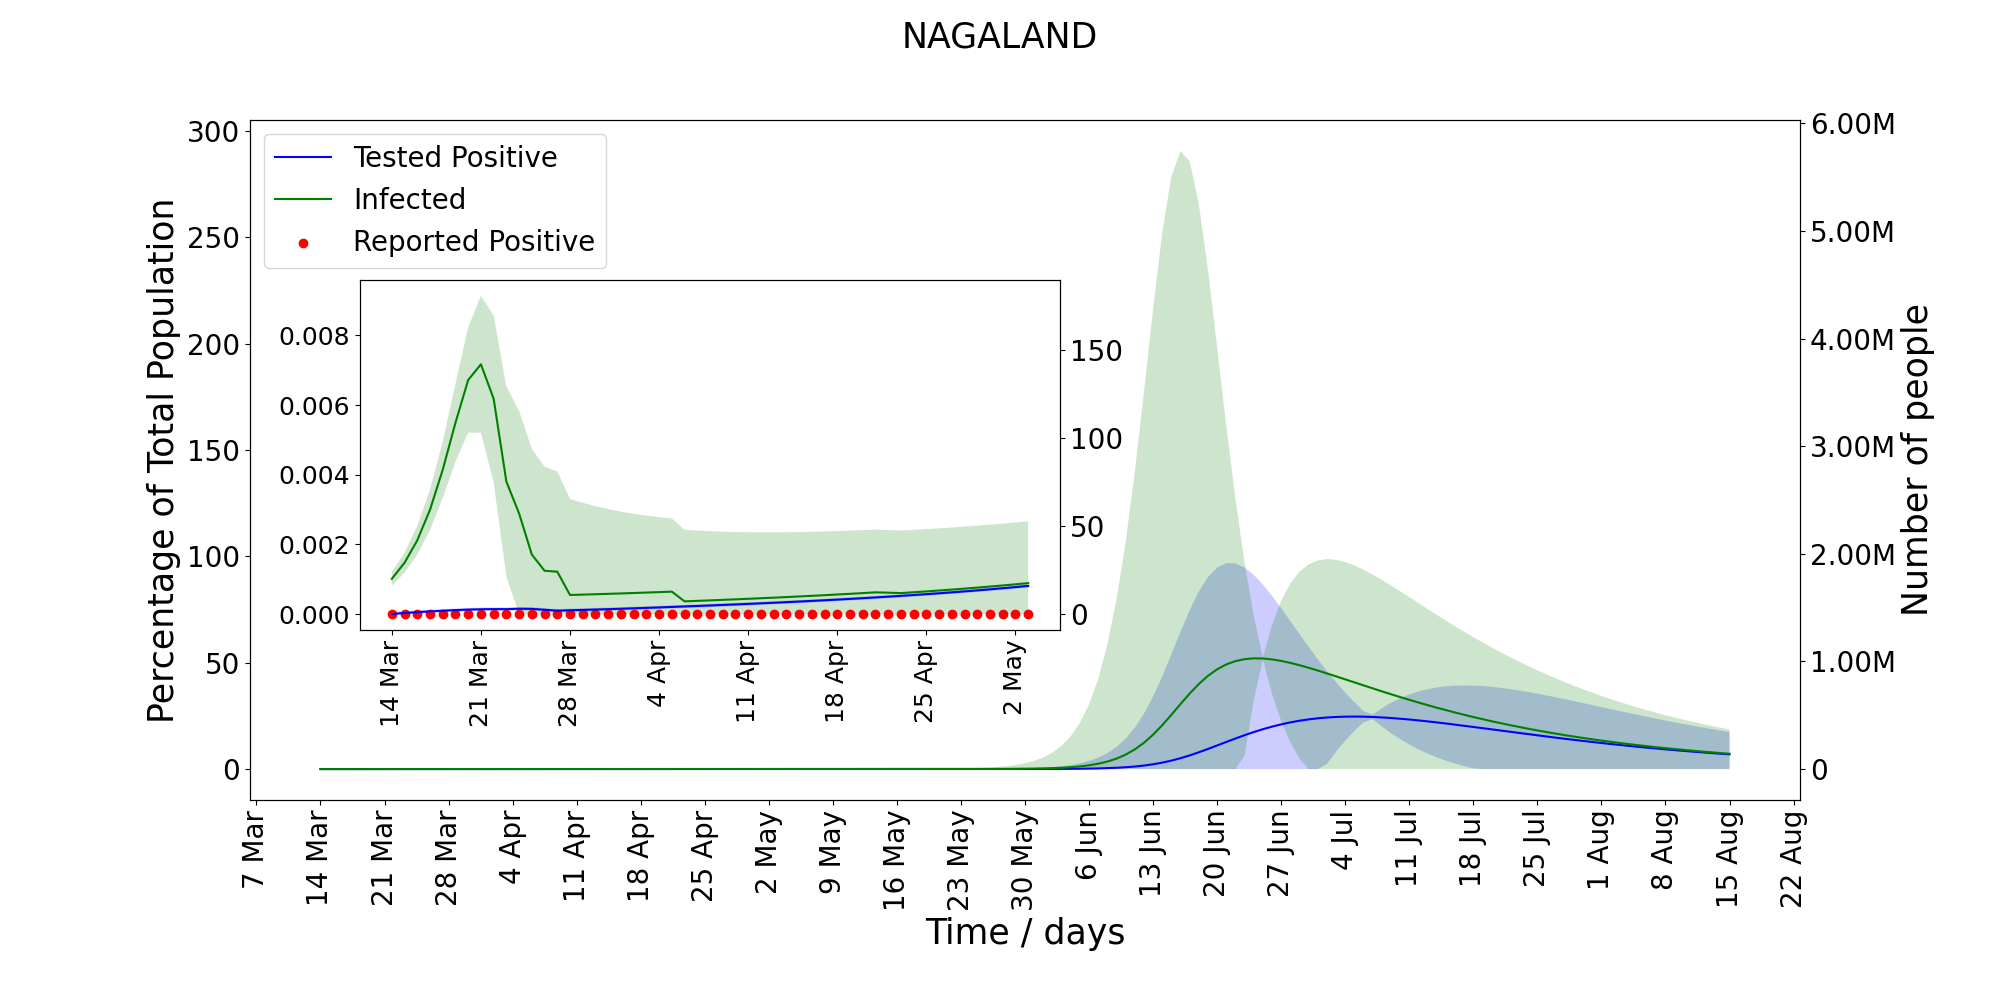 NAGALAND
Tested Positive
Infected
Reported Positive
Percentage of Total Population
300
250
200
150
100
50
0
6.00M
5.00M
4.00M
3.00M
2.00M
1.00M
0
Number of people
0.008
0.006
0.004
0.002
0.000
150
100
50
0
14 Mar
21 Mar
28 Mar
4 Apr
11 Apr
18 Apr
25 Apr
2 May
7 Mar
14 Mar
21 Mar
28 Mar
4 Apr
11 Apr
18 Apr
25 Apr
2 May
9 May
16 May
23 May
30 May
6 Jun
13 Jun
20 Jun
27 Jun
4 Jul
11 Jul
18 Jul
25 Jul
1 Aug
8 Aug
15 Aug
22 Aug
Time / days